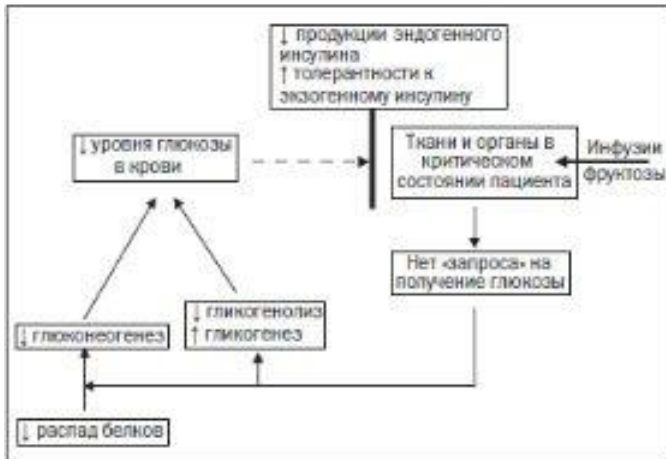 ↓ продукции эндогенного
инсулина
↑ толерантности к
экзогенному инсулину
↓ уровня глюкозы
в крови
Ткани и органы в
критическом
состоянии пациента
Инфузии
фруктозы
Нет «запроса» на
получение глюкозы
↓ глюконеогенез
↓ гликогенолиз
↑ гликогенез
↓ распад белков